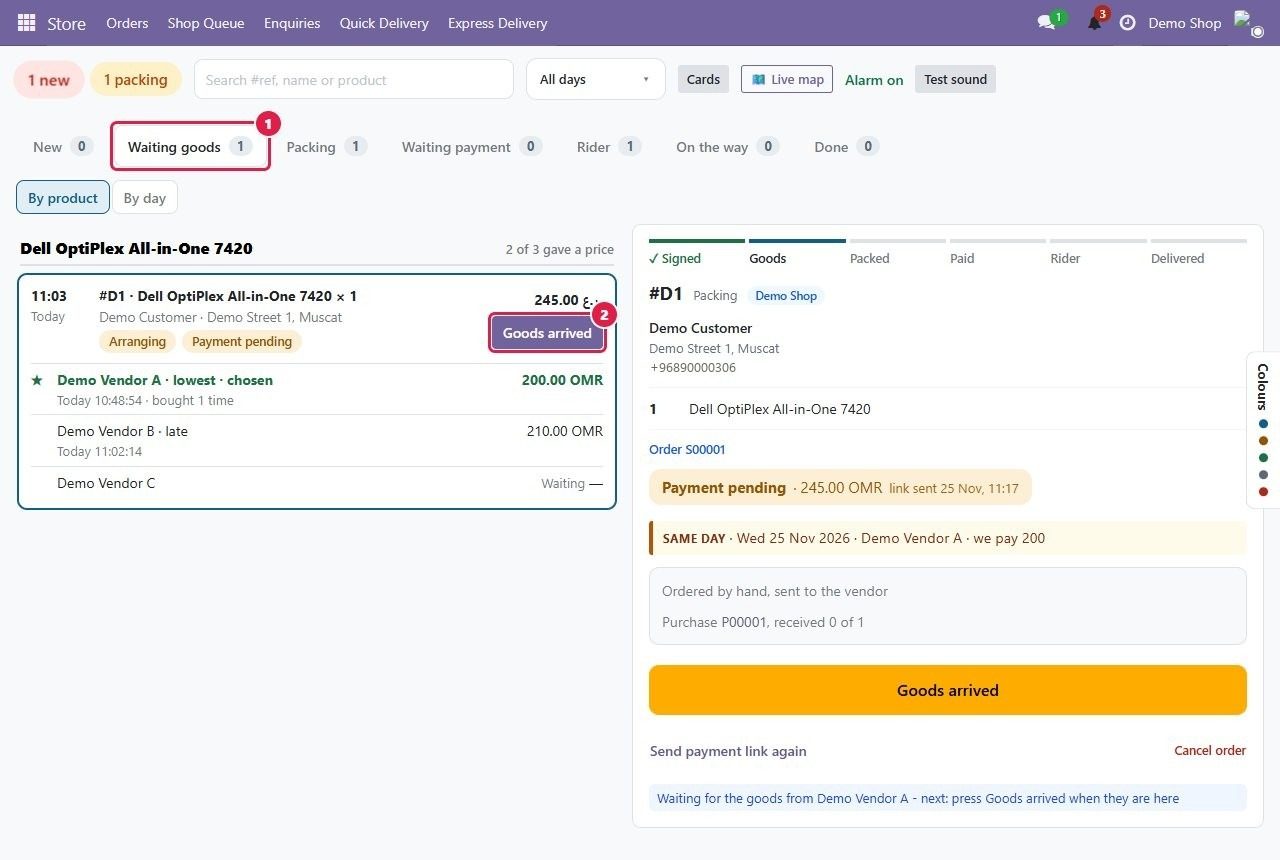 Store Orders Shop Queue Enquiries Quick Delivery Express Delivery 1 3 Demo Shop
1 new 1 packing Search #ref, name or product All days Cards Live map Alarm on Test sound
1
New 0 Waiting goods 1 Packing 1 Waiting payment 0 Rider 1 On the way 0 Done 0
By product By day
Dell OptiPlex All-in-One 7420 2 of 3 gave a price
11:03 #D1 · Dell OptiPlex All-in-One 7420 × 1 245.00
Today Demo Customer · Demo Street 1, Muscat
2
Arranging Payment pending Goods arrived
★ Demo Vendor A · lowest · chosen 200.00 OMR
Today 10:48:54 · bought 1 time
Demo Vendor B · late 210.00 OMR
Today 11:02:14
Demo Vendor C Waiting —
✓ Signed Goods Packed Paid Rider Delivered
#D1 Packing Demo Shop
Demo Customer
Demo Street 1, Muscat
+96890000306
1 Dell OptiPlex All-in-One 7420
Order S00001
Payment pending · 245.00 OMR link sent 25 Nov, 11:17
SAME DAY · Wed 25 Nov 2026 · Demo Vendor A · we pay 200
Ordered by hand, sent to the vendor
Purchase P00001, received 0 of 1
Goods arrived
Send payment link again Cancel order
Waiting for the goods from Demo Vendor A - next: press Goods arrived when they are here
Colours